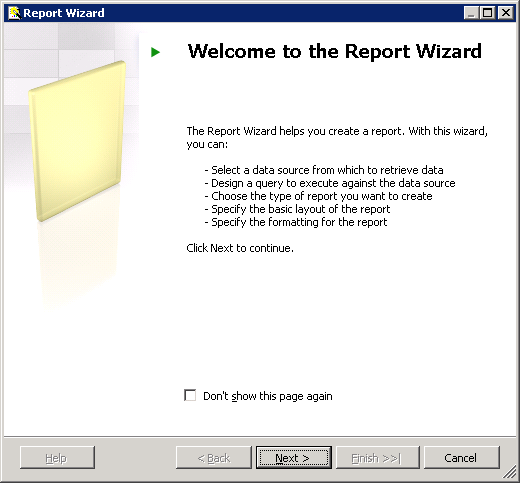 Report Wizard
Welcome to the Report Wizard
The Report Wizard helps you create a report. With this wizard,
you can:
- Select a data source from which to retrieve data
- Design a query to execute against the data source
- Choose the type of report you want to create
- Specify the basic layout of the report
- Specify the formatting for the report
Click Next to continue.
Don't show this page again
Help
< Back
Next >
Finish >>|
Cancel